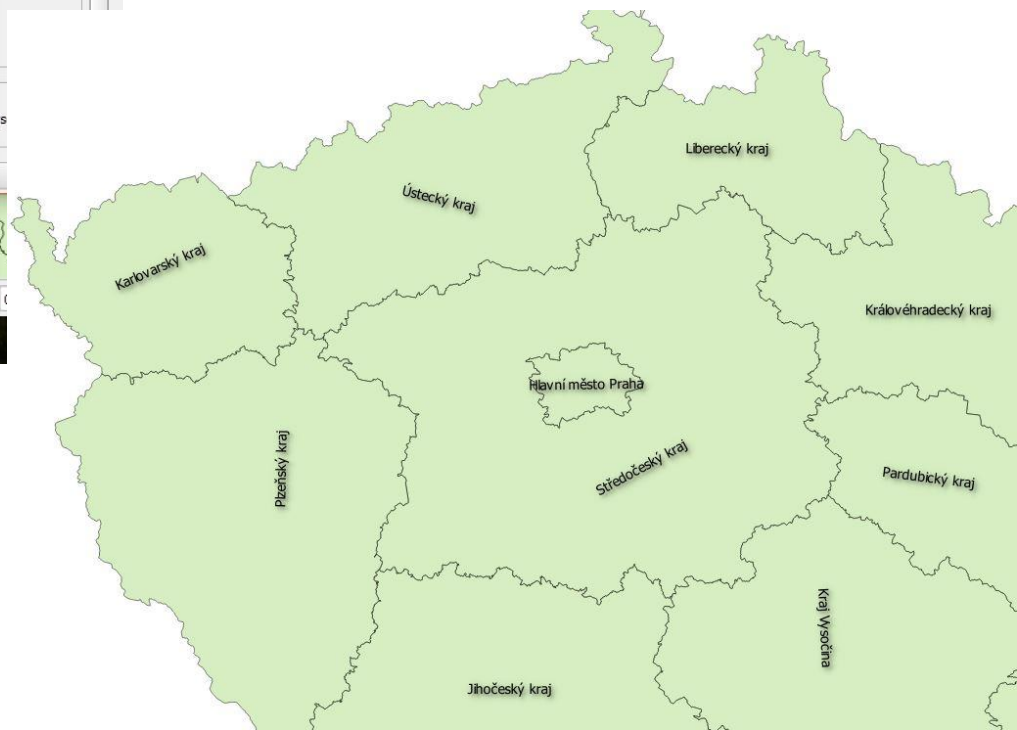 Liberecký kraj
Ústecký kraj
Karlovarský kraj
Královéhradecký kraj
Hlavní město Praha
Středočeský kraj
Plzeňský kraj
Pardubický kraj
Kraj Vysočina
Jihočeský kraj